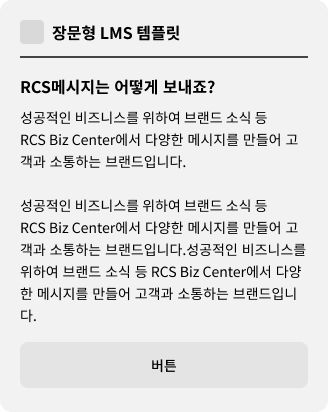 장문형 LMS 템플릿
RCS메시지는 어떻게 보내죠?
성공적인 비즈니스를 위하여 브랜드 소식 등
RCS Biz Center에서 다양한 메시지를 만들어 고
객과 소통하는 브랜드입니다.
성공적인 비즈니스를 위하여 브랜드 소식 등
RCS Biz Center에서 다양한 메시지를 만들어 고
객과 소통하는 브랜드입니다.성공적인 비즈니스를
위하여 브랜드 소식 등 RCS Biz Center에서 다양
한 메시지를 만들어 고객과 소통하는 브랜드입니
다.
버튼